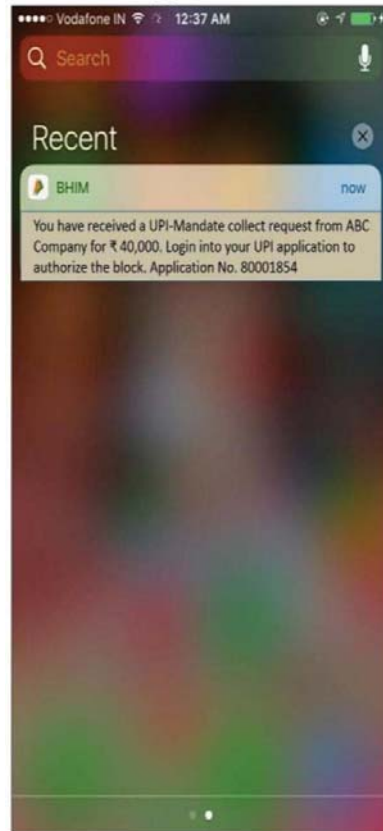 Vodafone IN 12:37 AM
Search
Recent
BHIM now
You have received a UPI-Mandate collect request from ABC
Company for ₹ 40,000. Login into your UPI application to
authorize the block. Application No. 80001854